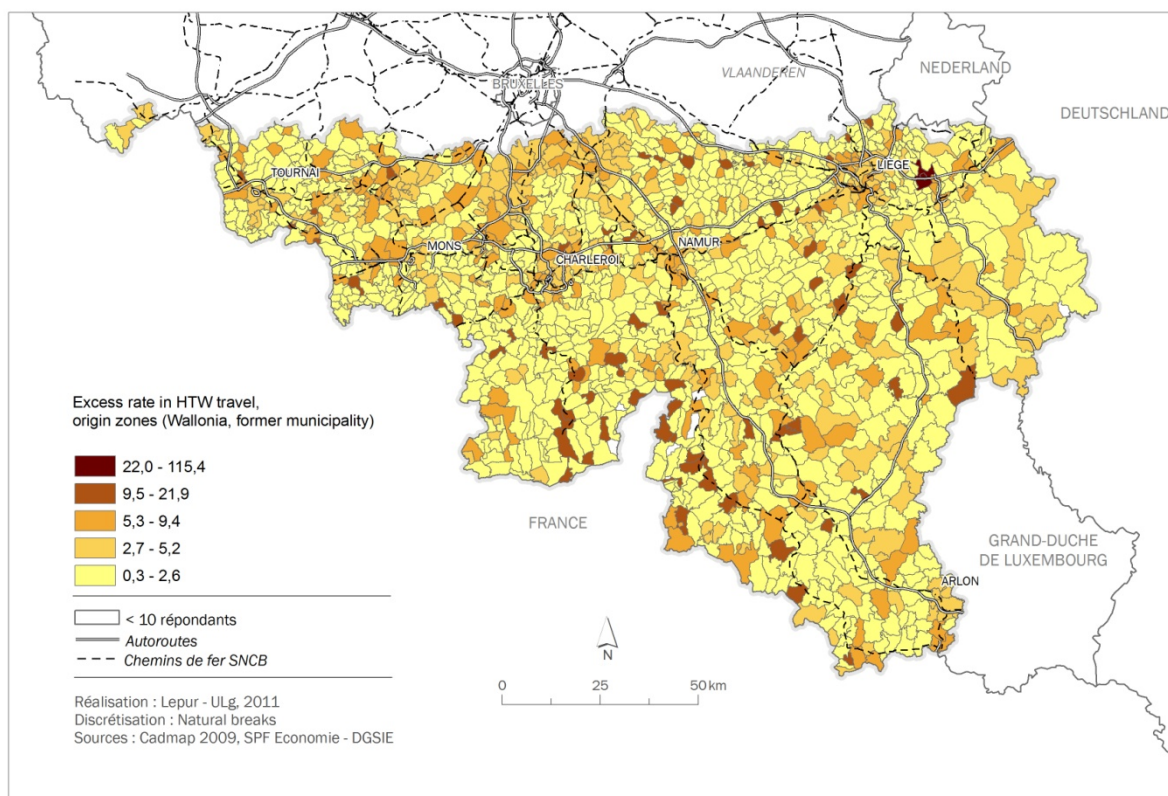 NEDERLAND
VLAANDEREN
BRUXELLES
DEUTSCHLAND
LIÈGE
TOURNAI
MONS
NAMUR
CHARLEROI
Excess rate in HTW travel,
origin zones (Wallonia, former municipality)
22,0 - 115,4
9,5 - 21,9
5,3 - 9,4
2,7 - 5,2
0,3 - 2,6
FRANCE
GRAND-DUCHE
DE LUXEMBOURG
ARLON
< 10 répondants
Autoroutes
Chemins de fer SNCB
N
0 25 50 km
Réalisation : Lepur - ULg, 2011
Discrétisation : Natural breaks
Sources : Cadmap 2009, SPF Economie - DGSIE